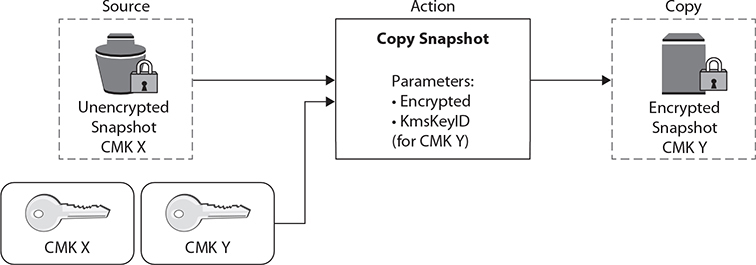 Source
Action
Copy
Unencrypted
Snapshot
CMK X
Copy Snapshot
Parameters:
• Encrypted
• KmsKeyID
(for CMK Y)
Encrypted
Snapshot
CMK Y
CMK X
CMK Y